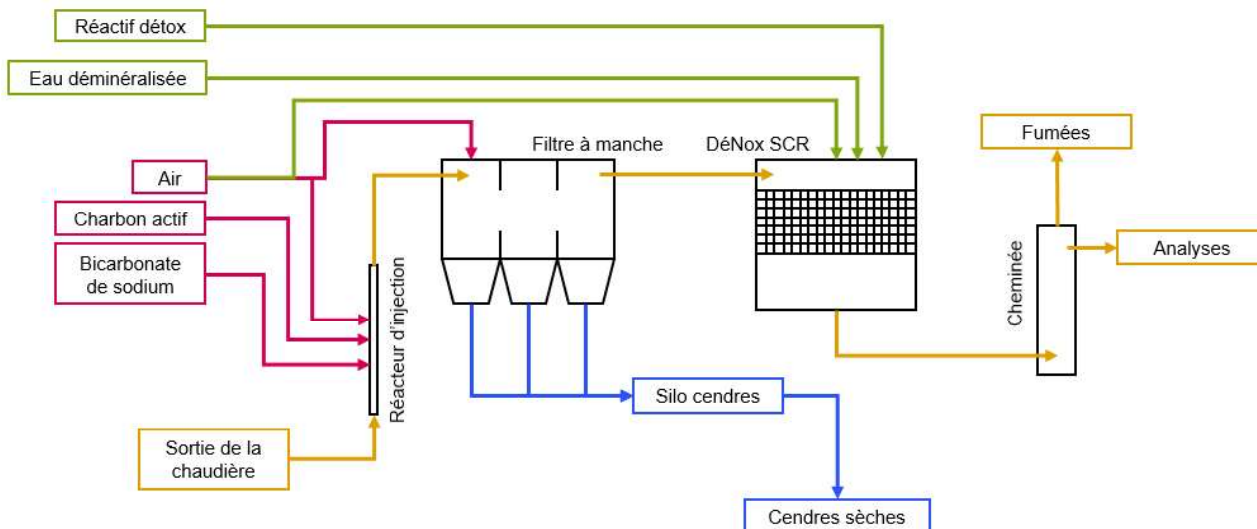 Réactif détox
Eau déminéralisée
Filtre à manche
DéNox SCR
Fumées
Air
Charbon actif
Bicarbonate
de sodium
Réacteur d'injection
Analyses
Cheminée
Silo cendres
Sortie de la
chaudière
Cendres sèches